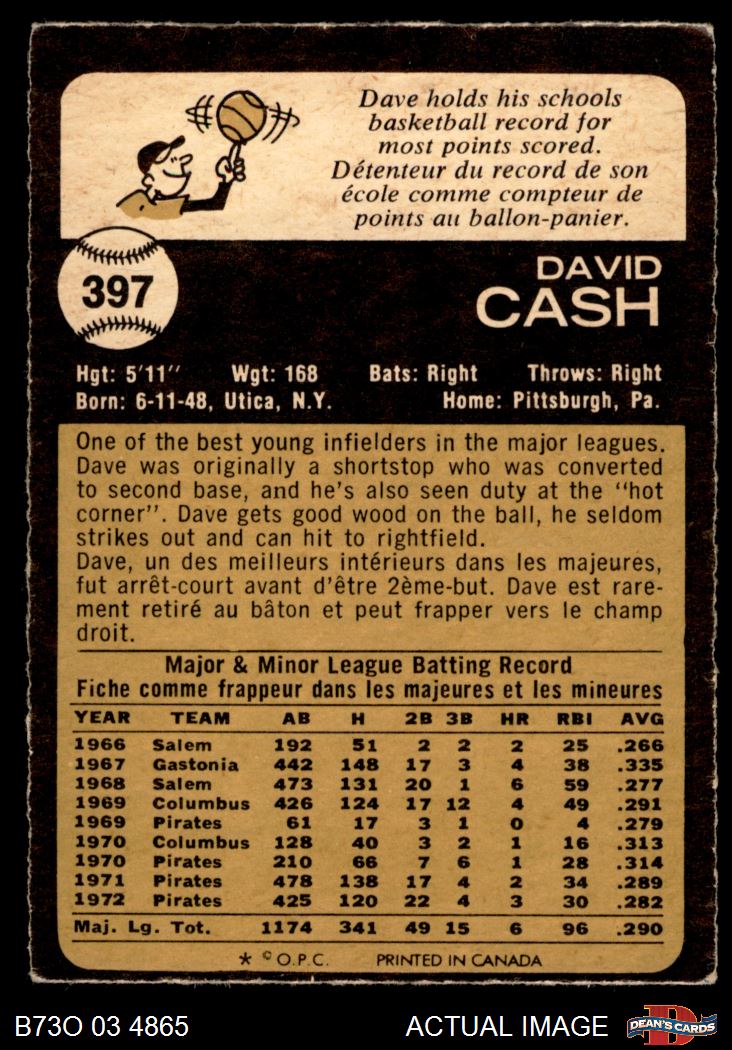 Dave holds his schools
basketball record for
most points scored.
Détenteur du record de son
école comme compteur de
points au ballon-panier.
397
DAVID
CASH
Hgt: 5'11" Wgt: 168 Bats: Right Throws: Right
Born: 6-11-48, Utica, N.Y. Home: Pittsburgh, Pa.
One of the best young infielders in the major leagues.
Dave was originally a shortstop who was converted
to second base, and he's also seen duty at the "hot
corner". Dave gets good wood on the ball, he seldom
strikes out and can hit to rightfield.
Dave, un des meilleurs intérieurs dans les majeures,
fut arrêt-court avant d'être 2ème-but. Dave est rare-
ment retiré au bâton et peut frapper vers le champ
droit.
Major & Minor League Batting Record
Fiche comme frappeur dans les majeures et les mineures
YEAR TEAM AB H 2B 3B HR RBI AVG
1966 Salem 192 51 2 2 2 25 .266
1967 Gastonia 442 148 17 3 4 38 .335
1968 Salem 473 131 20 1 6 59 .277
1969 Columbus 426 124 17 12 4 49 .291
1969 Pirates 61 17 3 1 0 4 .279
1970 Columbus 128 40 3 2 1 16 .313
1970 Pirates 210 66 7 6 1 28 .314
1971 Pirates 478 138 17 4 2 34 .289
1972 Pirates 425 120 22 4 3 30 .282
Maj. Lg. Tot. 1174 341 49 15 6 96 .290
* © O.P.C. PRINTED IN CANADA
B73O 03 4865 ACTUAL IMAGE DEAN'S CARDS